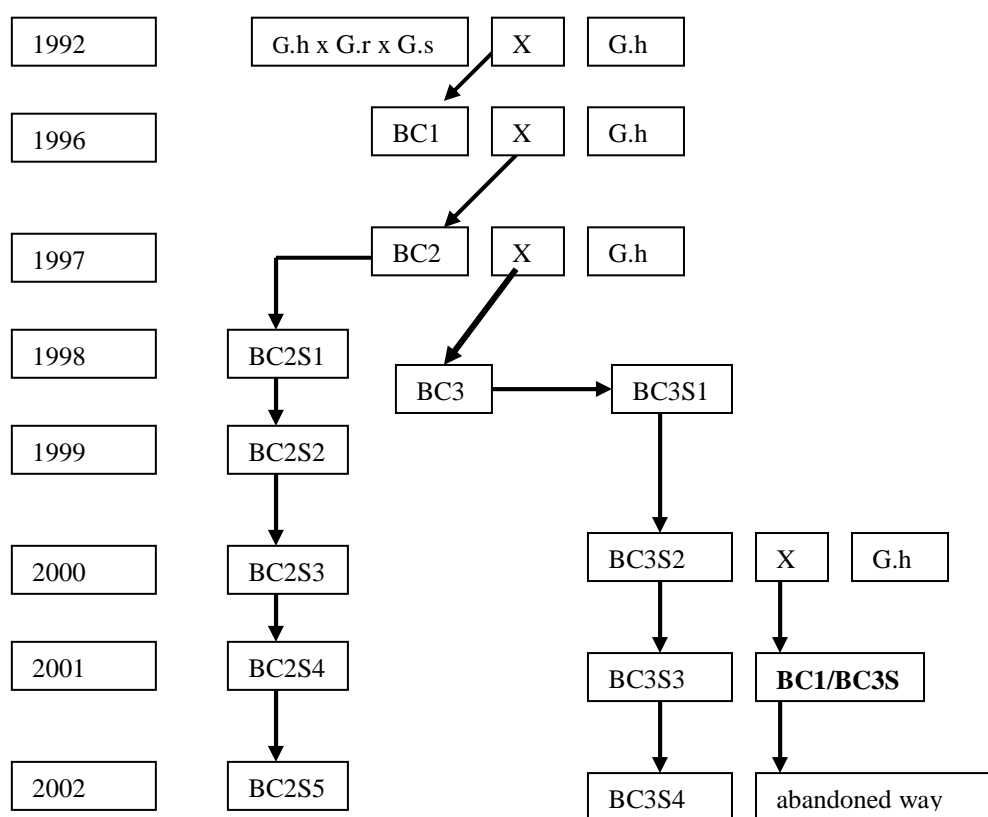 1992 G.h x G.r x G.s X G.h
1996 BC1 X G.h
1997 BC2 X G.h
1998 BC2S1
BC3 BC3S1
1999 BC2S2
2000 BC2S3 BC3S2 X G.h
2001 BC2S4 BC3S3 BC1/BC3S
2002 BC2S5 BC3S4 abandoned way